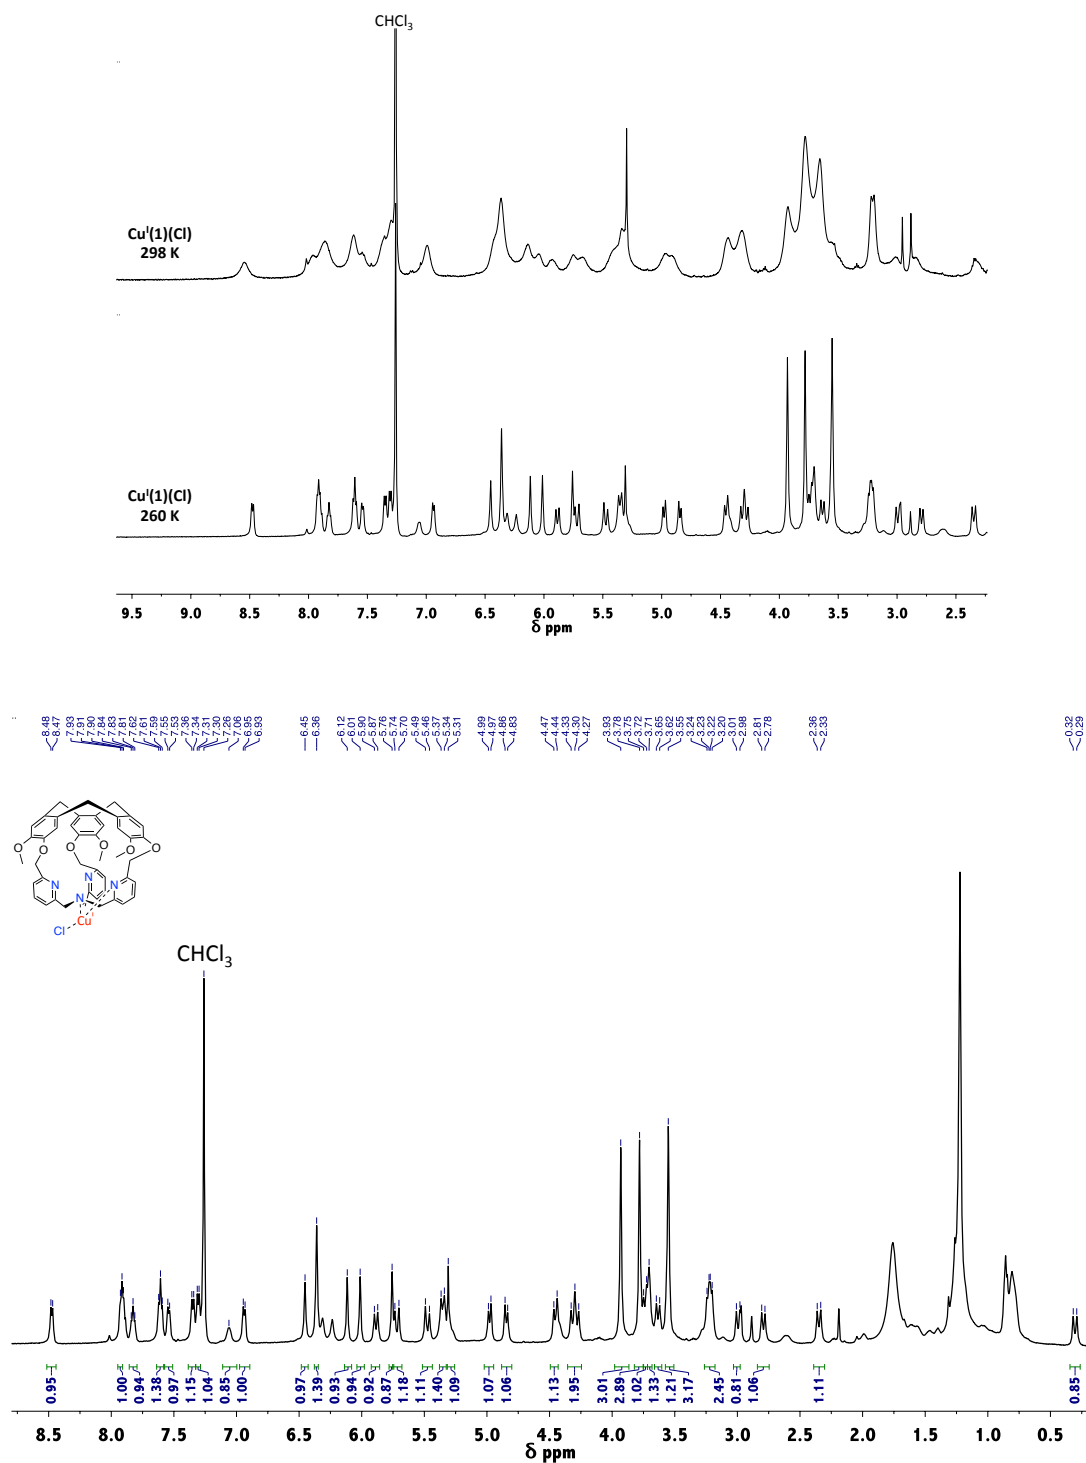 CHCl3
CuI(1)(Cl)
298 K
CuI(1)(Cl)
260 K
9.5 9.0 8.5 8.0 7.5 7.0 6.5 6.0 5.5 5.0 4.5 4.0 3.5 3.0 2.5
δ ppm
8.48 8.47 7.93 7.91 7.90 7.84 7.83 7.81 7.62 7.61 7.59 7.55 7.53 7.36 7.34 7.31 7.30 7.26 7.06 6.95 6.93 6.45 6.36 6.12 6.01 5.90 5.87 5.76 5.74 5.70 5.49 5.46 5.37 5.34 5.31 4.99 4.97 4.86 4.83 4.47 4.44 4.33 4.30 4.27 3.93 3.78 3.75 3.72 3.71 3.65 3.62 3.55 3.24 3.23 3.22 3.20 3.01 2.98 2.81 2.78 2.36 2.33 0.32 0.29
O O O O O O
N N N
N
CuI
Cl
CHCl3
0.95 1.00 0.94 1.38 0.97 1.15 1.04 0.85 1.00 0.97 1.39 0.93 0.94 0.92 0.87 1.18 1.11 1.40 1.09 1.07 1.06 1.13 1.95 3.01 2.89 1.02 1.33 1.21 3.17 2.45 0.81 1.06 1.11 0.85
8.5 8.0 7.5 7.0 6.5 6.0 5.5 5.0 4.5 4.0 3.5 3.0 2.5 2.0 1.5 1.0 0.5
δ ppm